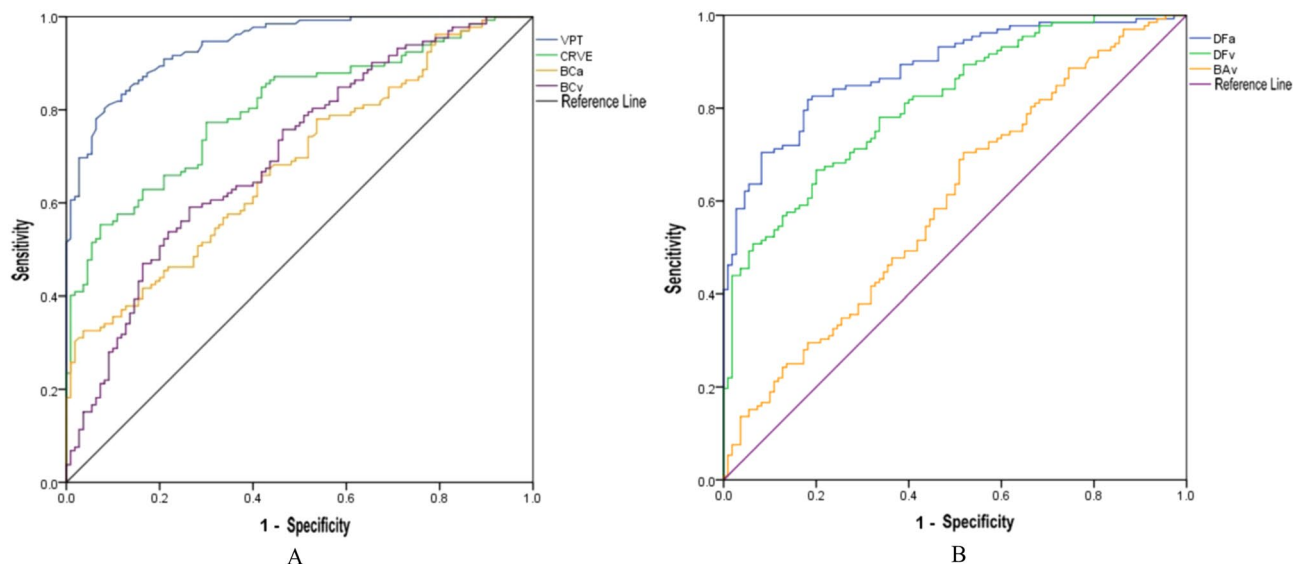 1.0
0.8
0.6
0.4
0.2
0.0
Sensitivity
0.0 0.2 0.4 0.6 0.8 1.0
1 - Specificity
VPT
CRVE
BCa
BCv
Reference Line
A
1.0
0.8
0.6
0.4
0.2
0.0
Sencitivity
0.0 0.2 0.4 0.6 0.8 1.0
1 - Specificity
DFa
DFv
BAv
Reference Line
B